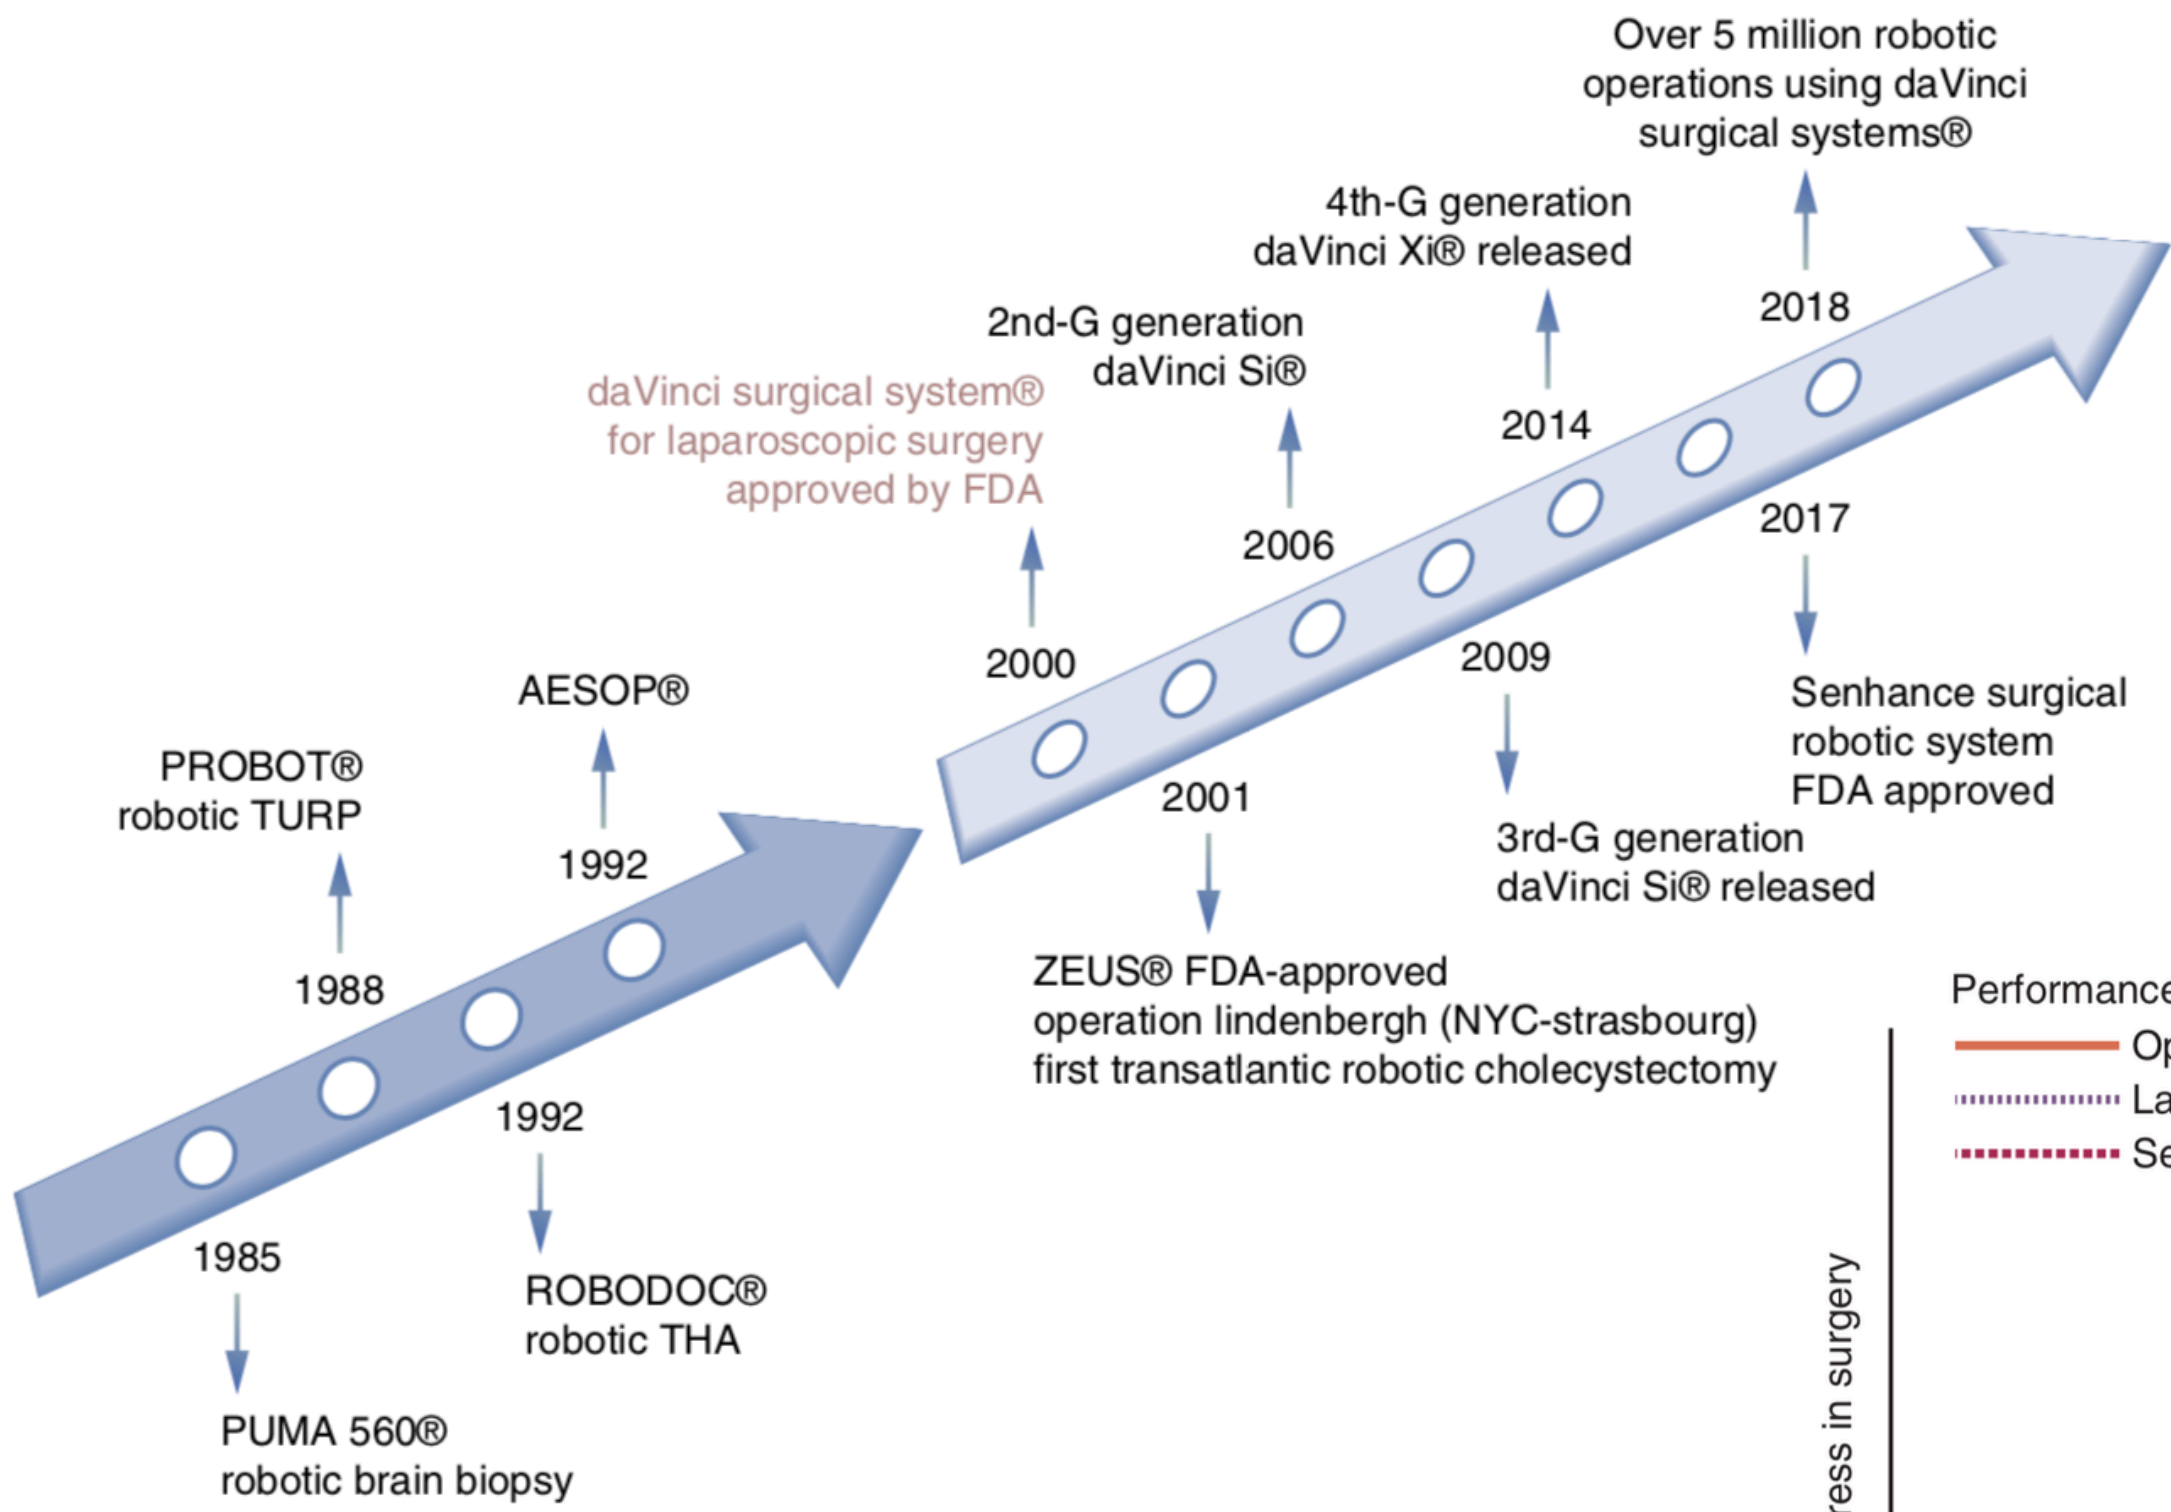 Over 5 million robotic
operations using daVinci
surgical systems®
4th-G generation
daVinci Xi® released
2018
2nd-G generation
daVinci Si®
2014
daVinci surgical system®
for laparoscopic surgery
approved by FDA
2006
2017
2000
2009
Senhance surgical
robotic system
FDA approved
AESOP®
PROBOT®
robotic TURP
2001
3rd-G generation
daVinci Si® released
1992
1988
ZEUS® FDA-approved
operation lindenbergh (NYC-strasbourg)
first transatlantic robotic cholecystectomy
Performance
1992
1985
ROBODOC®
robotic THA
PUMA 560®
robotic brain biopsy
in surgery